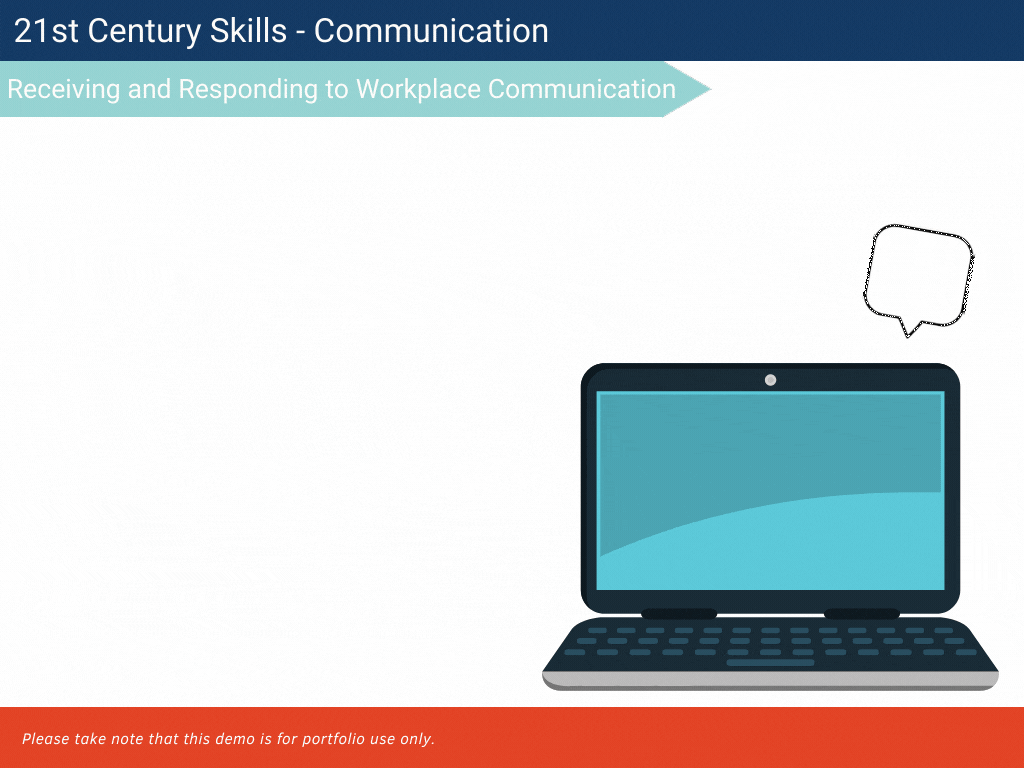 21st Century Skills - Communication
Receiving and Responding to Workplace Communication
Please take note that this demo is for portfolio use only.